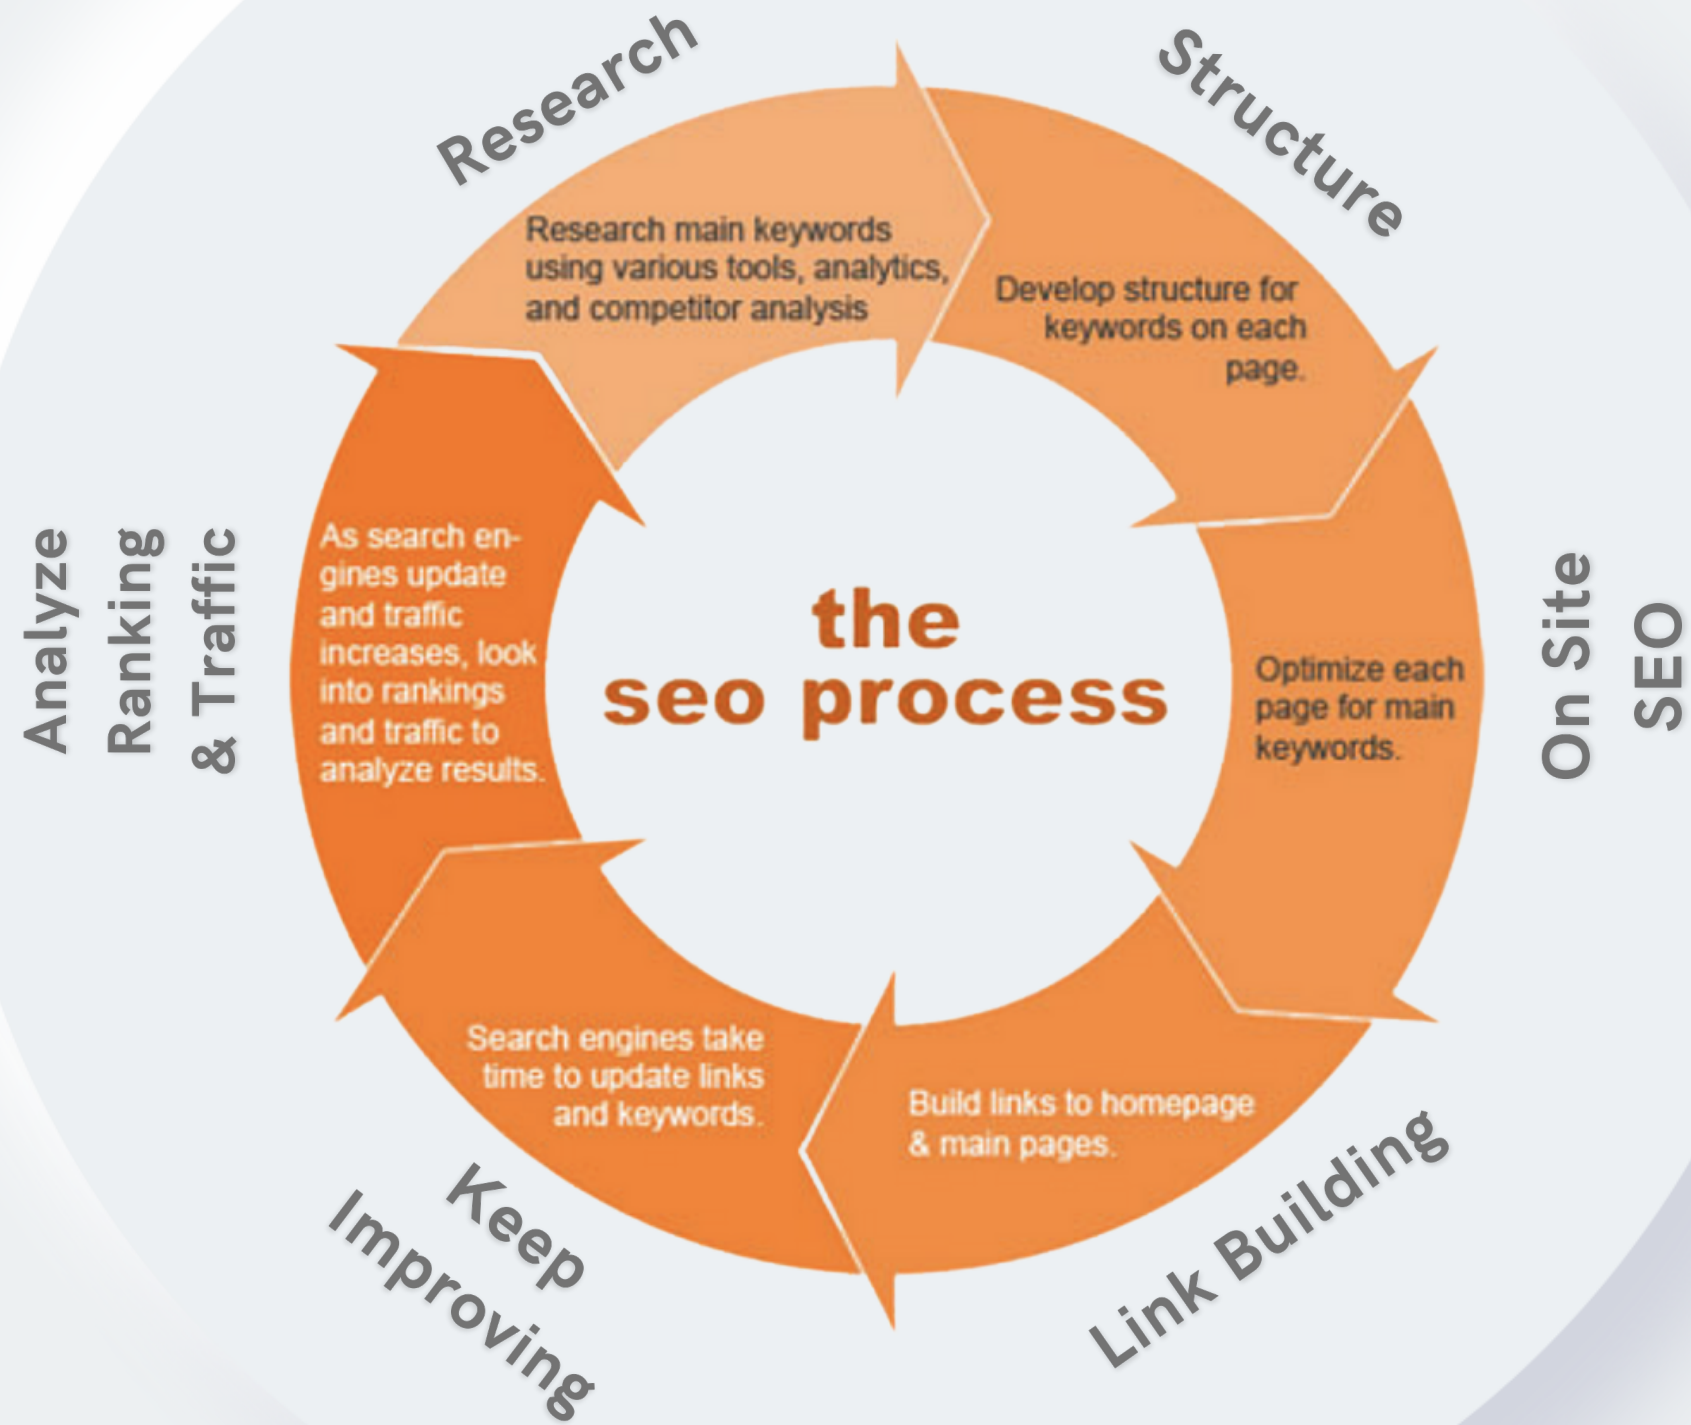 Research
Research main keywords
using various tools, analytics,
and competitor analysis
Structure
Develop structure for
keywords on each
page.
On Site
SEO
Optimize each
page for main
keywords.
Link Building
Build links to homepage
& main pages.
Keep
Improving
Search engines take
time to update links
and keywords.
Analyze
Ranking
& Traffic
As search en-
gines update
and traffic
increases, look
into rankings
and traffic to
analyze results.
the
seo process